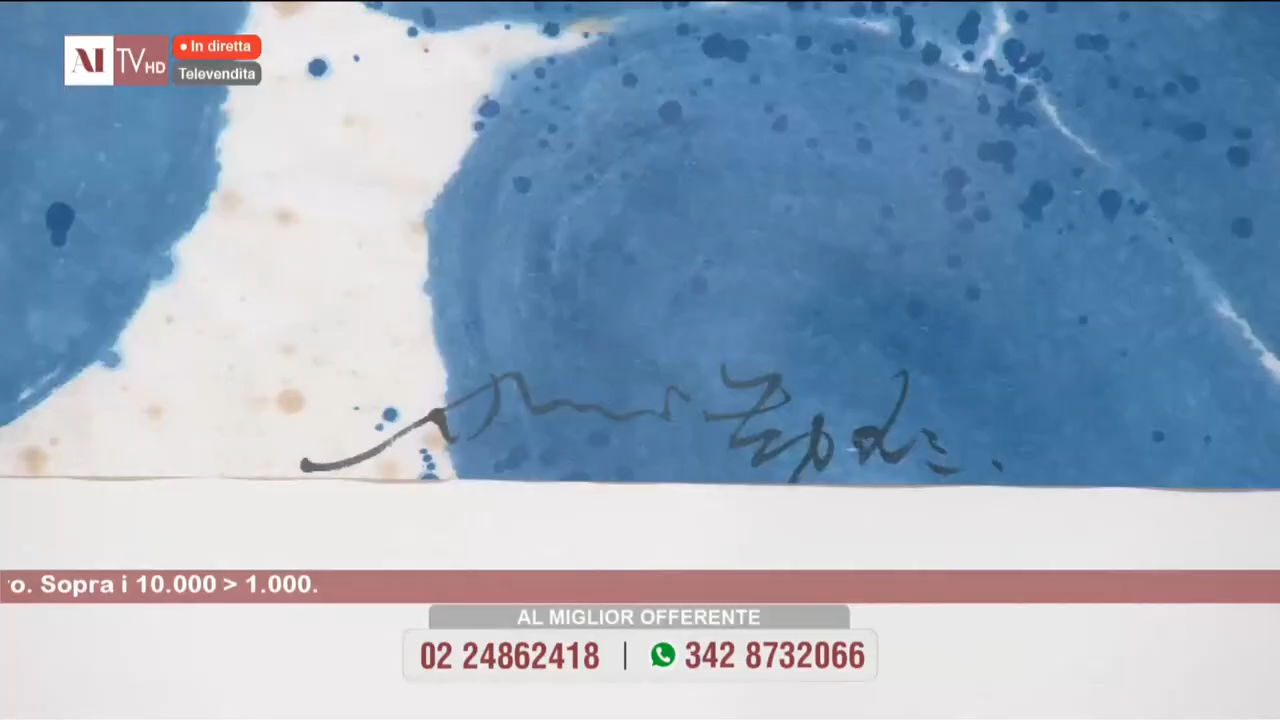 AI TV HD
• In diretta
Televendita
o. Sopra i 10.000 > 1.000.
AL MIGLIOR OFFERENTE
02 24862418 | 342 8732066